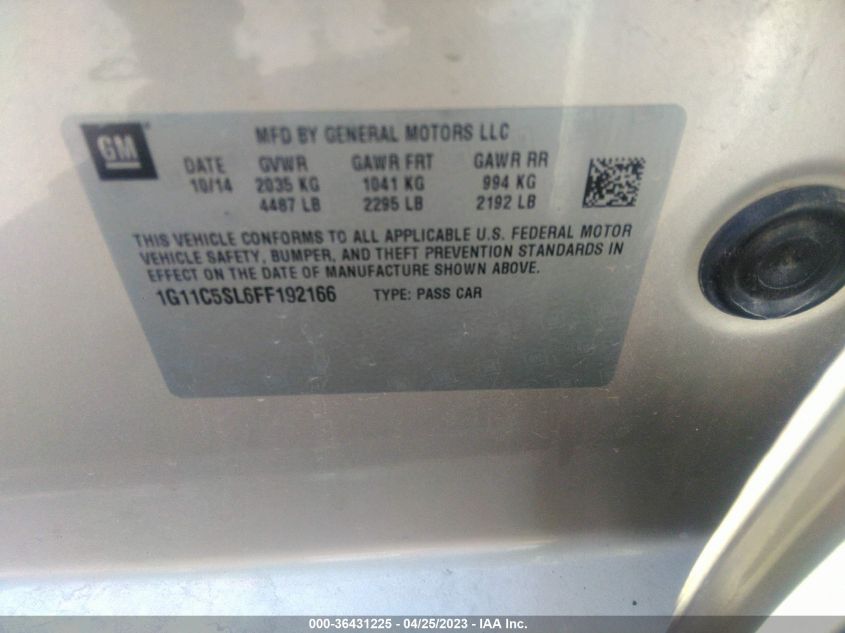 GM
MFD BY GENERAL MOTORS LLC
DATE GVWR GAWR FRT GAWR RR
10/14 2035 KG 1041 KG 994 KG
4487 LB 2295 LB 2192 LB
THIS VEHICLE CONFORMS TO ALL APPLICABLE U.S. FEDERAL MOTOR
VEHICLE SAFETY, BUMPER, AND THEFT PREVENTION STANDARDS IN
EFFECT ON THE DATE OF MANUFACTURE SHOWN ABOVE.
1G11C5SL6FF192166 TYPE: PASS CAR
000-36431225 - 04/25/2023 - IAA Inc.